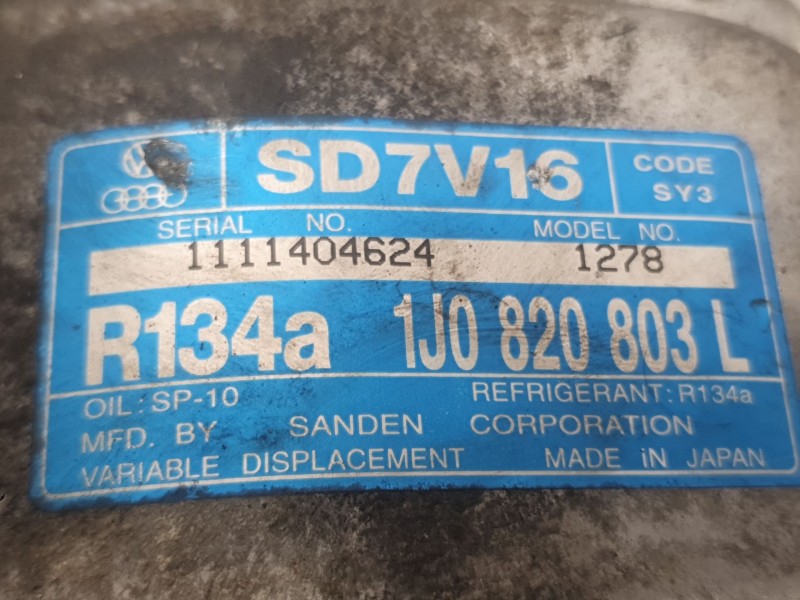 SD7V16
CODE
SY3
SERIAL NO. MODEL NO.
1111404624 1278
R134a 1J0 820 803 L
OIL: SP-10 REFRIGERANT: R134a
MFD. BY SANDEN CORPORATION
VARIABLE DISPLACEMENT MADE iN JAPAN